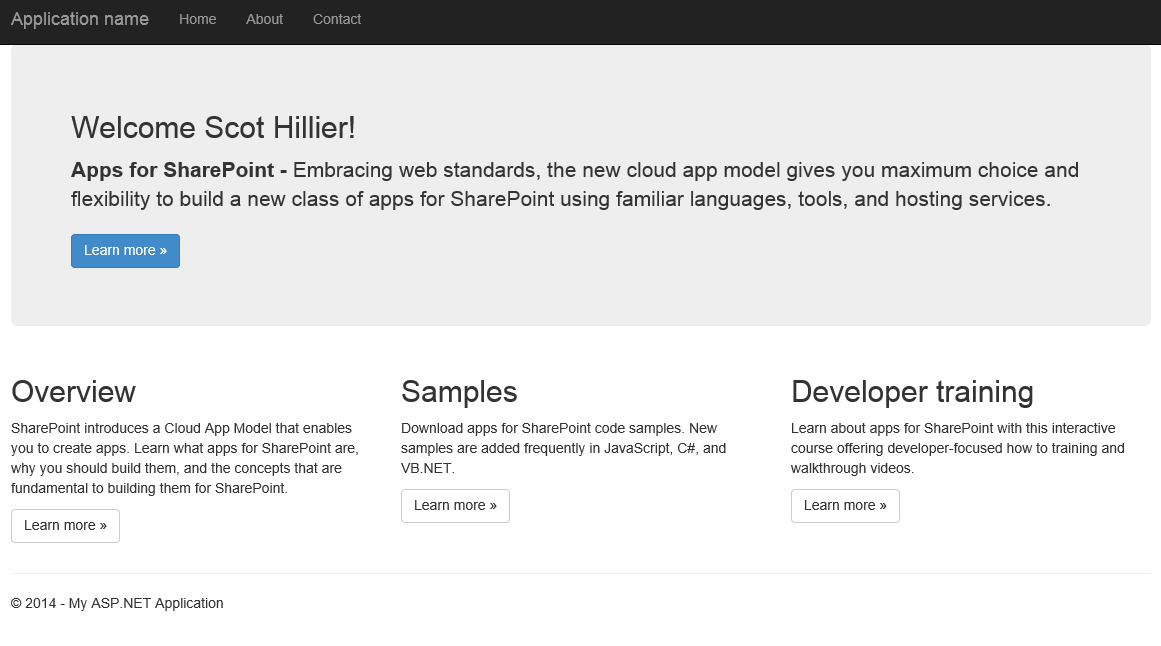 Application name Home About Contact
Welcome Scot Hillier!
Apps for SharePoint - Embracing web standards, the new cloud app model gives you maximum choice and
flexibility to build a new class of apps for SharePoint using familiar languages, tools, and hosting services.
Learn more »
Overview
SharePoint introduces a Cloud App Model that enables
you to create apps. Learn what apps for SharePoint are,
why you should build them, and the concepts that are
fundamental to building them for SharePoint.
Learn more »
Samples
Download apps for SharePoint code samples. New
samples are added frequently in JavaScript, C#, and
VB.NET.
Learn more »
Developer training
Learn about apps for SharePoint with this interactive
course offering developer-focused how to training and
walkthrough videos.
Learn more »
© 2014 - My ASP.NET Application